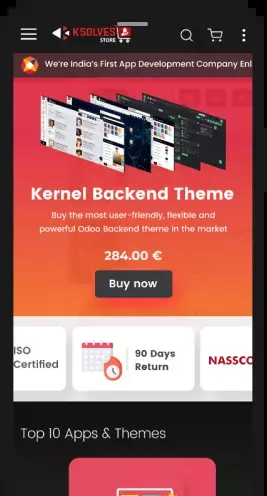 KSOLVES
STORE
We're India's First App Development Company Enl
Kernel Backend Theme
Buy the most user-friendly, flexible and
powerful Odoo Backend theme in the market
284.00 €
Buy now
ISO
Certified
90 Days
Return
NASSCO
Top 10 Apps & Themes